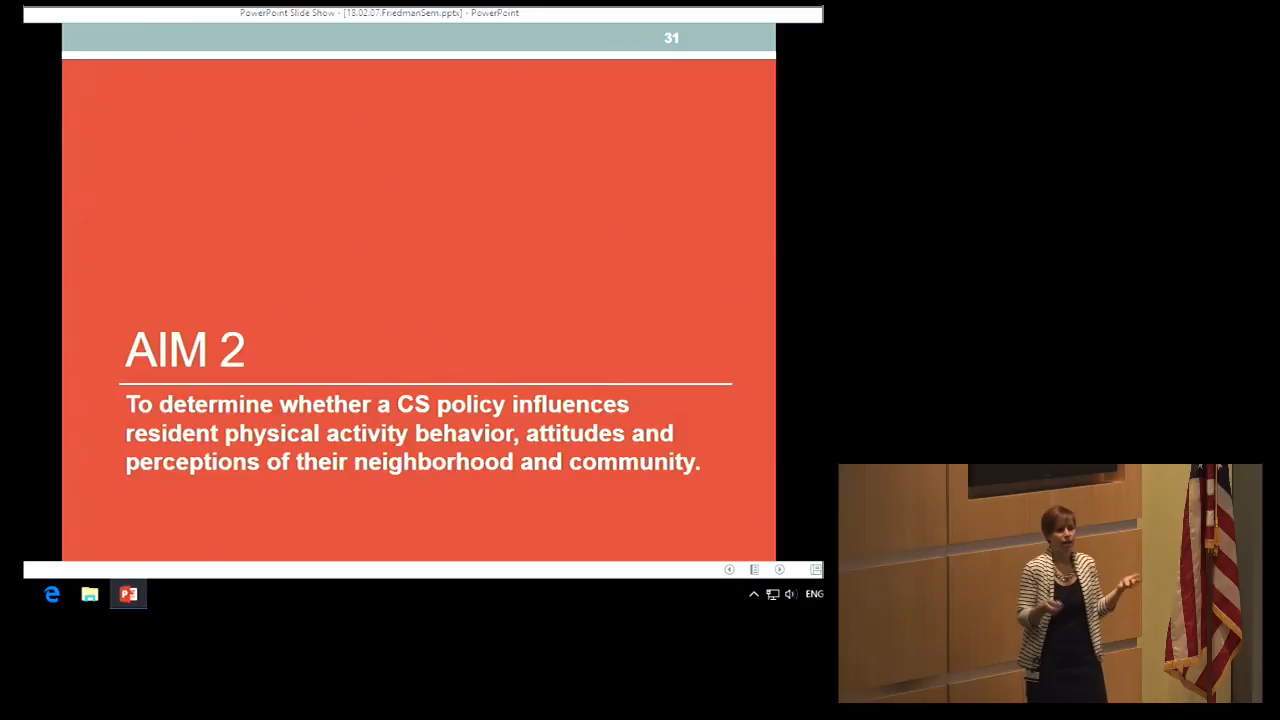 PowerPoint Slide Show - [18.02.07.FriedmanSem.pptx] - PowerPoint
31
AIM 2
To determine whether a CS policy influences
resident physical activity behavior, attitudes and
perceptions of their neighborhood and community.
ENG